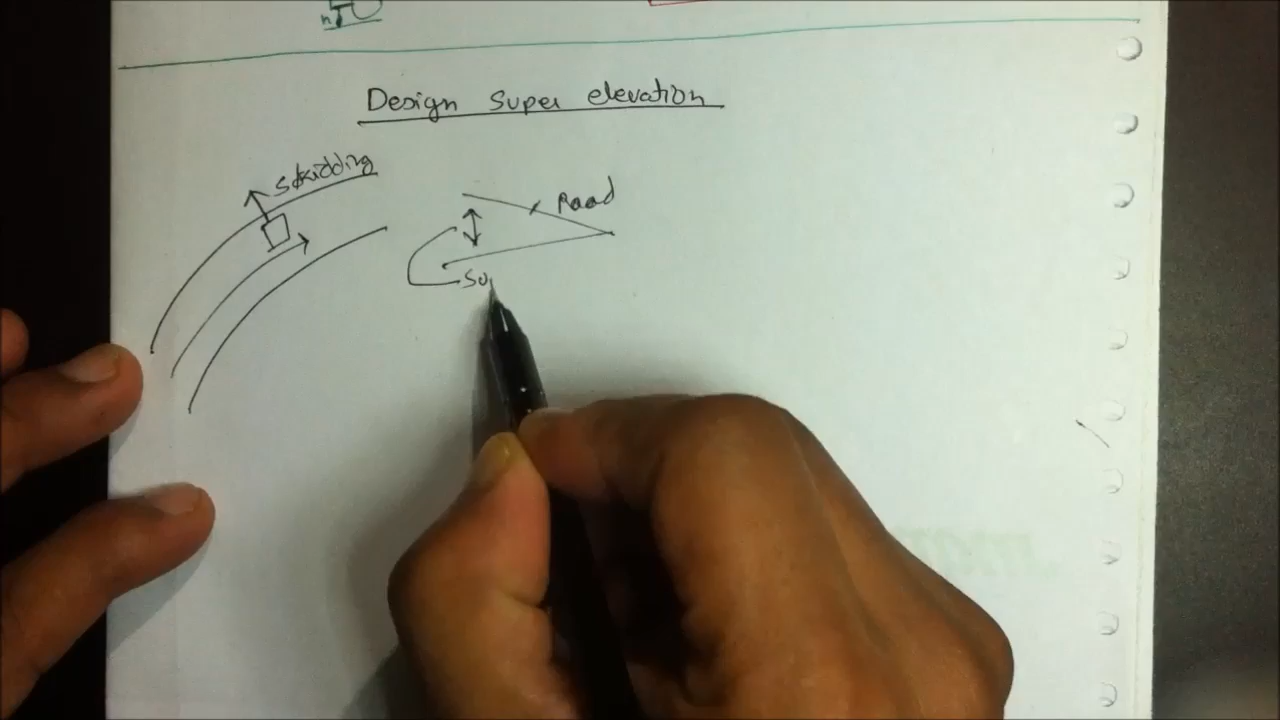 Design Super elevation
skidding
Road
Su